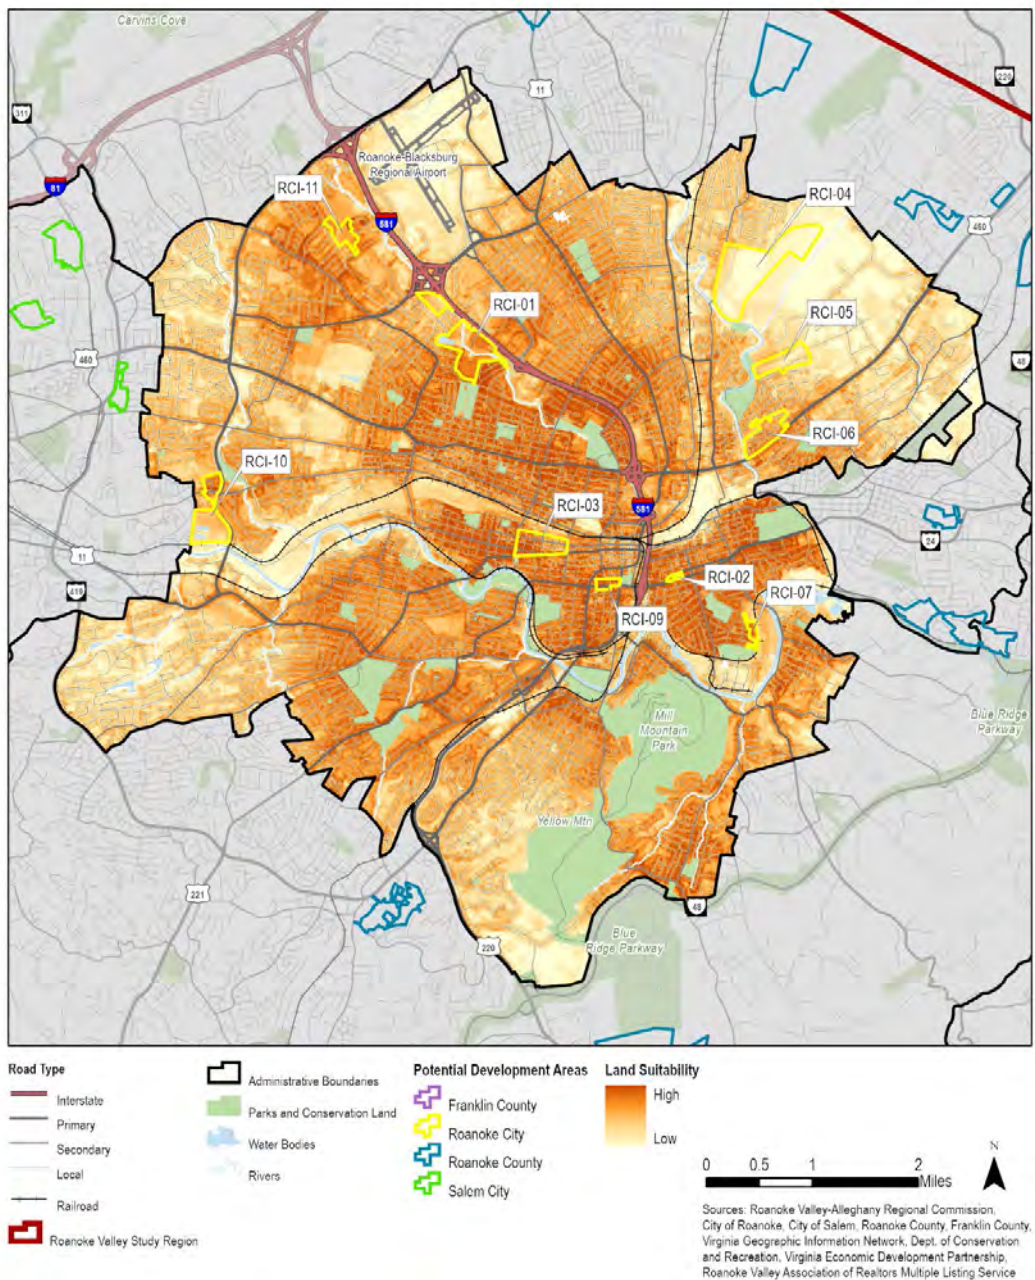 Carvins Cove
11
220
311
Roanoke-Blacksburg
Regional Airport
81
RCI-11
RCI-04
581
460
RCI-01
RCI-05
460
RCI-06
RCI-10
RCI-03
581
24
11
RCI-02
419
RCI-07
RCI-09
Mill
Mountain
Park
Blue Ridge
Parkway
Yellow Mtn
221
220
Blue
Ridge Parkway
Road Type
Interstate
Primary
Secondary
Local
Railroad
Roanoke Valley Study Region
Administrative Boundaries
Parks and Conservation Land
Water Bodies
Rivers
Potential Development Areas
Franklin County
Roanoke City
Roanoke County
Salem City
Land Suitability
High
Low
N
0 0.5 1 2
Miles
Sources: Roanoke Valley-Alleghany Regional Commission,
City of Roanoke, City of Salem, Roanoke County, Franklin County,
Virginia Geographic Information Network, Dept. of Conservation
and Recreation, Virginia Economic Development Partnership,
Roanoke Valley Association of Realtors Multiple Listing Service